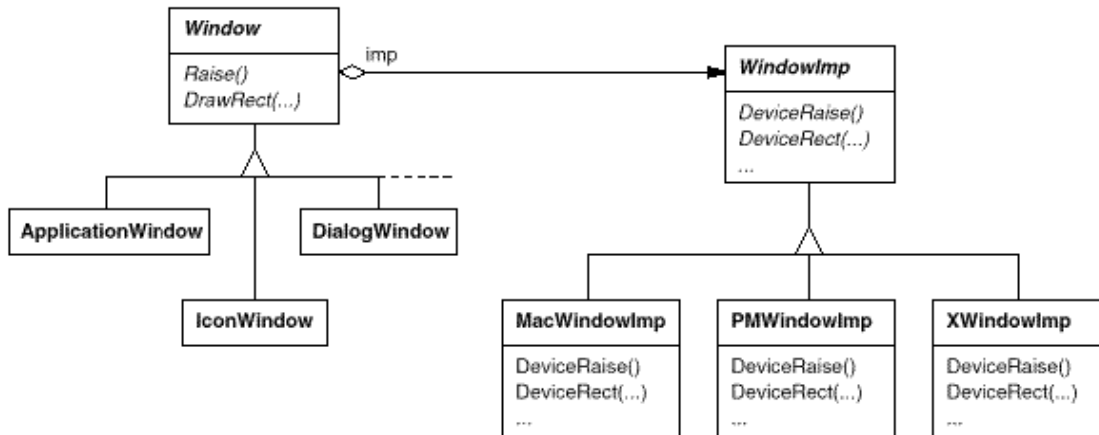 Window
Raise()
DrawRect(...)
imp
WindowImp
DeviceRaise()
DeviceRect(...)
...
ApplicationWindow
DialogWindow
IconWindow
MacWindowImp
DeviceRaise()
DeviceRect(...)
...
PMWindowImp
DeviceRaise()
DeviceRect(...)
...
XWindowImp
DeviceRaise()
DeviceRect(...)
...